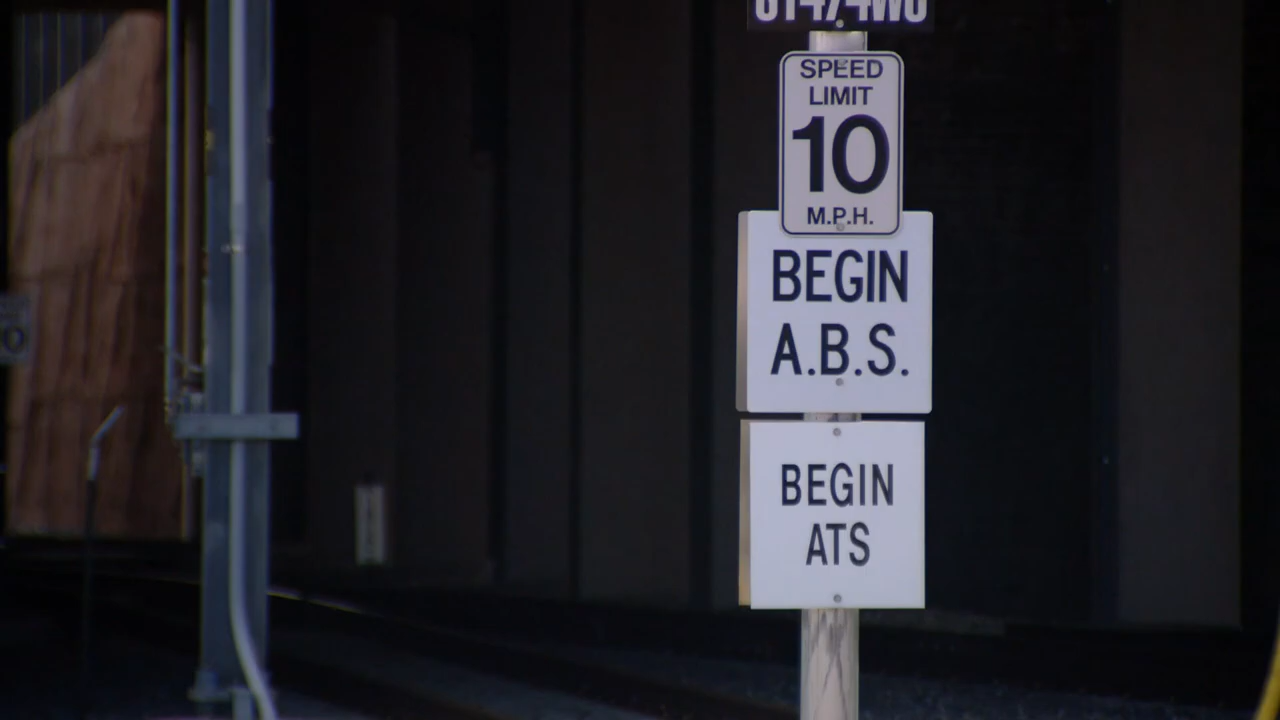 SPEED
LIMIT
10
M.P.H.
BEGIN
A.B.S.
BEGIN
ATS